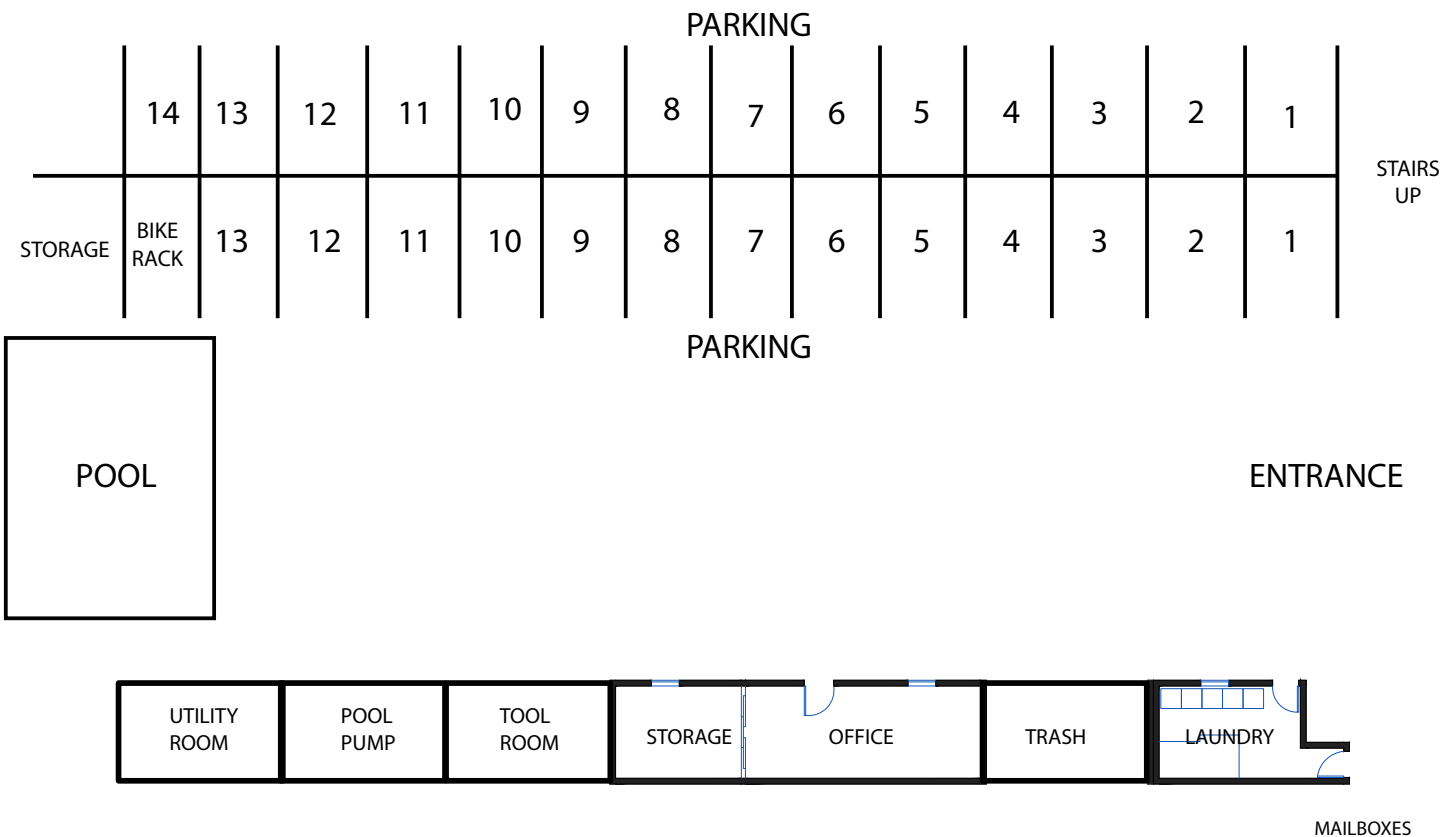 PARKING
14 13 12 11 10 9 8 7 6 5 4 3 2 1
STAIRS
UP
STORAGE
BIKE
RACK
13 12 11 10 9 8 7 6 5 4 3 2 1
PARKING
POOL
ENTRANCE
UTILITY
ROOM
POOL
PUMP
TOOL
ROOM
STORAGE
OFFICE
TRASH
LAUNDRY
MAILBOXES